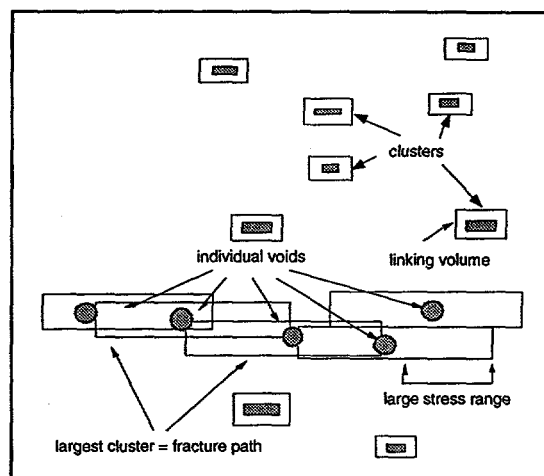 clusters
individual voids
linking volume
large stress range
largest cluster = fracture path